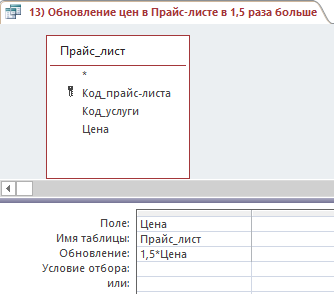 13) Обновление цен в Прайс-листе в 1,5 раза больше
Прайс_лист
*
Код_прайс-листа
Код_услуги
Цена
Поле: Цена
Имя таблицы: Прайс_лист
Обновление: 1,5*Цена
Условие отбора:
или: